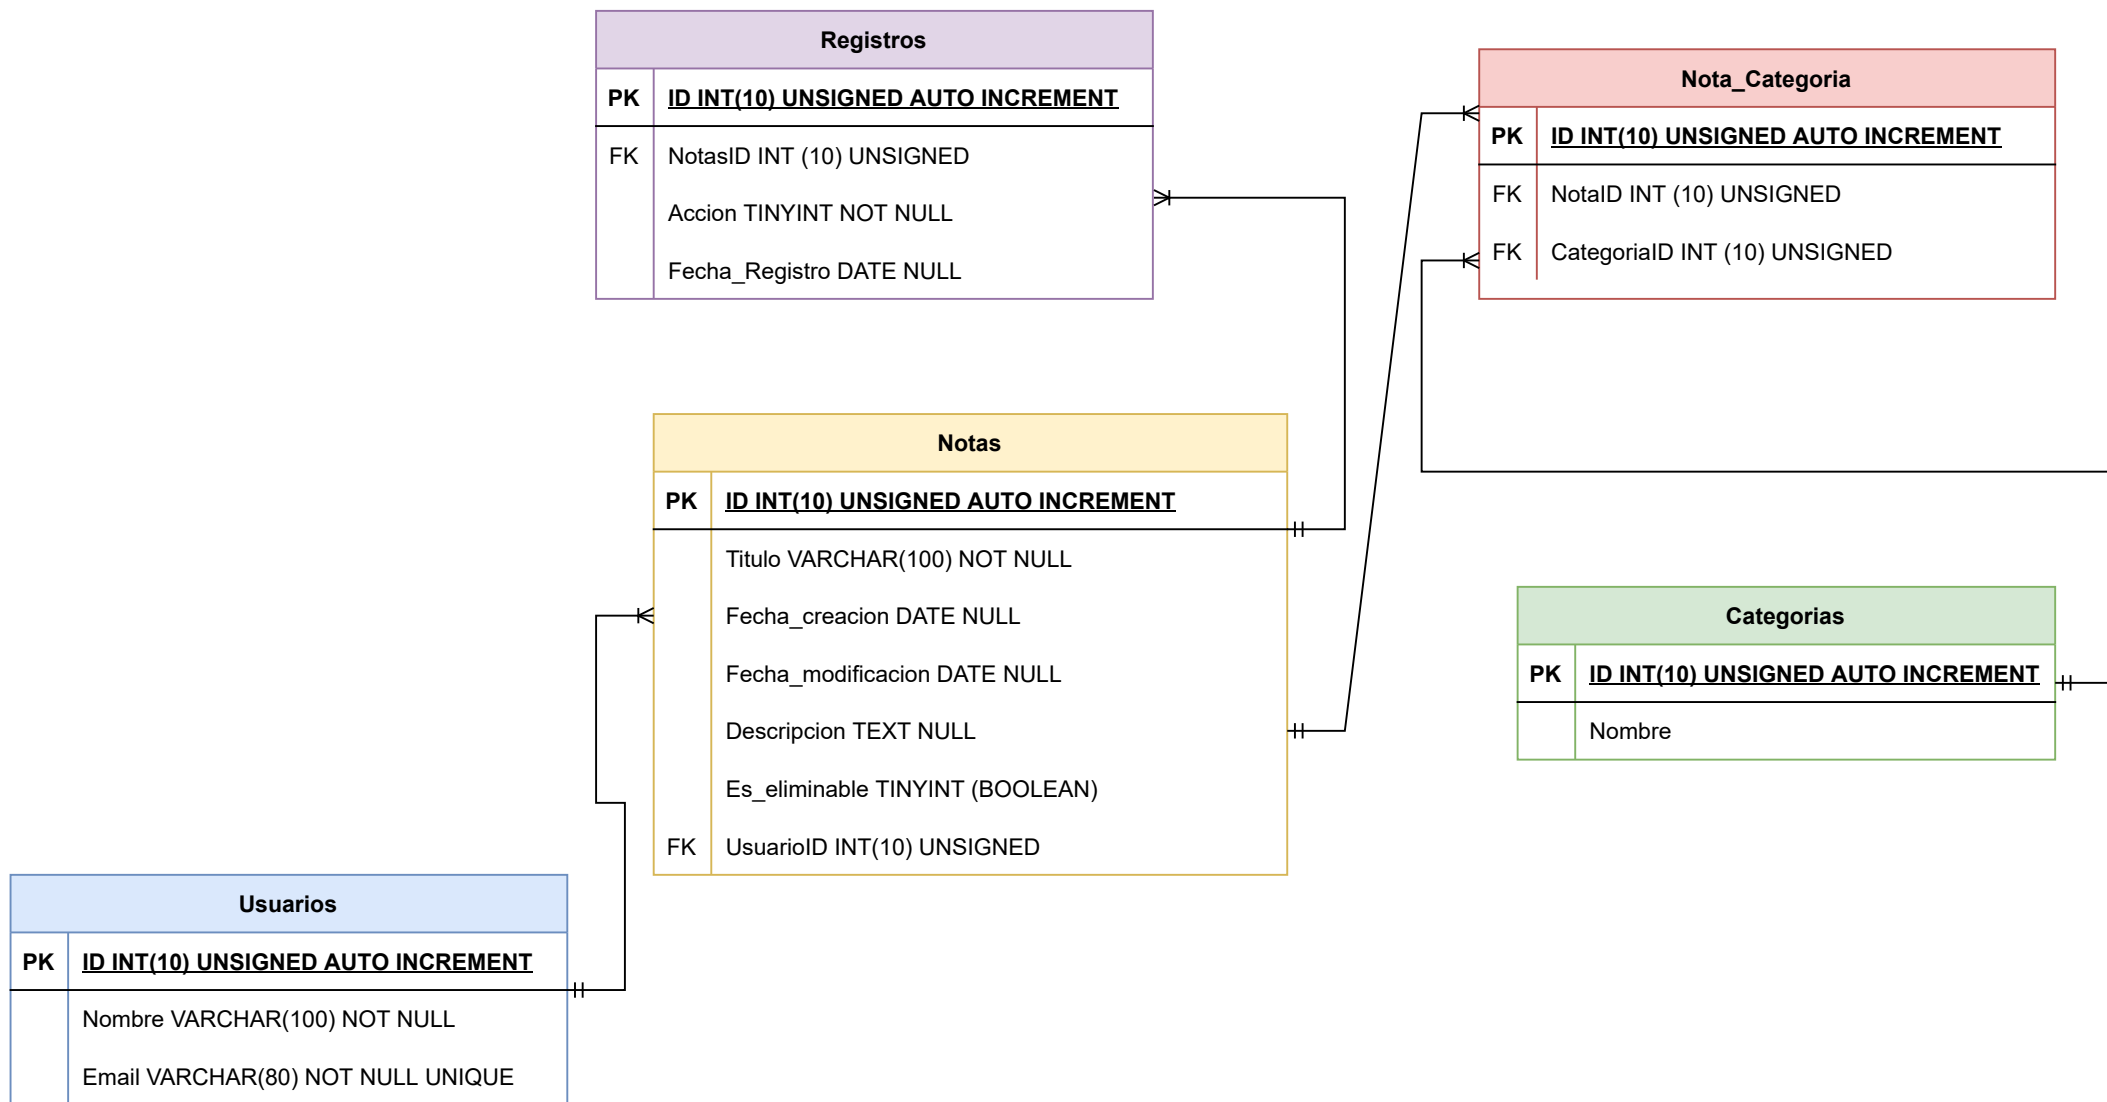 Registros
PK ID INT(10) UNSIGNED AUTO INCREMENT
FK NotasID INT (10) UNSIGNED
Accion TINYINT NOT NULL
Fecha_Registro DATE NULL
Nota_Categoria
PK ID INT(10) UNSIGNED AUTO INCREMENT
FK NotaID INT (10) UNSIGNED
FK CategoriaID INT (10) UNSIGNED
Notas
PK ID INT(10) UNSIGNED AUTO INCREMENT
Titulo VARCHAR(100) NOT NULL
Fecha_creacion DATE NULL
Fecha_modificacion DATE NULL
Descripcion TEXT NULL
Es_eliminable TINYINT (BOOLEAN)
FK UsuarioID INT(10) UNSIGNED
Categorias
PK ID INT(10) UNSIGNED AUTO INCREMENT
Nombre
Usuarios
PK ID INT(10) UNSIGNED AUTO INCREMENT
Nombre VARCHAR(100) NOT NULL
Email VARCHAR(80) NOT NULL UNIQUE